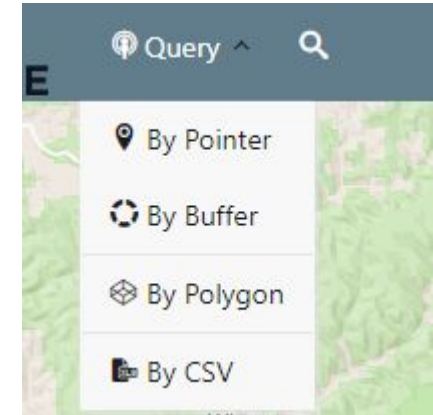 Query
E
By Pointer
By Buffer
By Polygon
By CSV